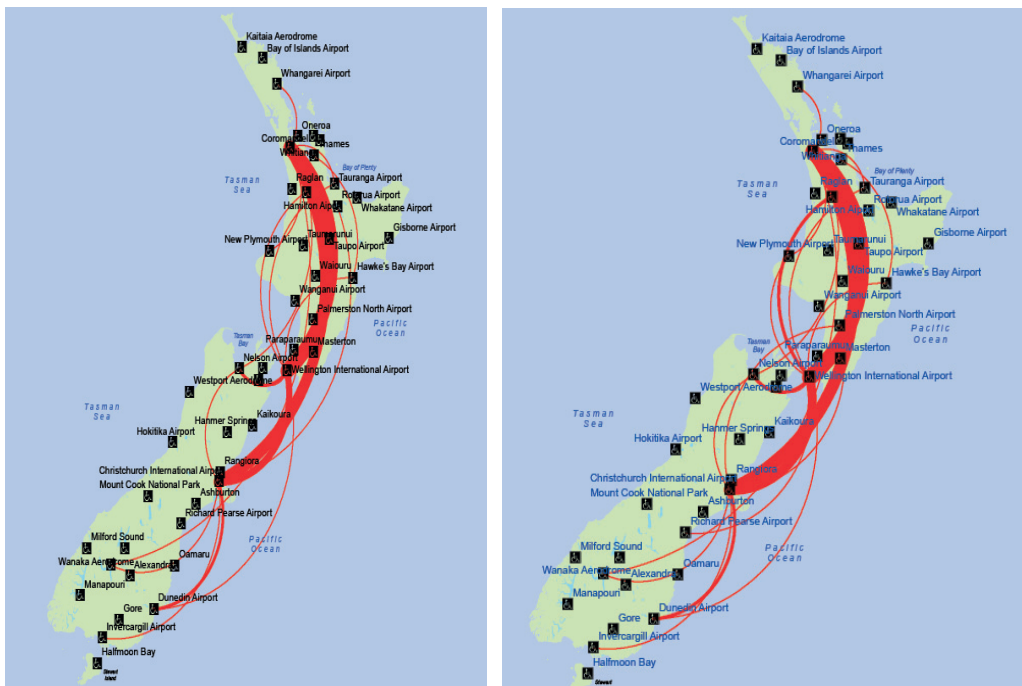 Kaitaia Aerodrome
Bay of Islands Airport
Whangarei Airport
Oneroa
Thames
Bay of Plenty
Tauranga Airport
Tasman
Sea
Raglan
Rotorua Airport
Whakatane Airport
Gisborne Airport
New Plymouth Airport
Taumarunui
Taupo Airport
Waiouru
Hawke's Bay Airport
Wanganui Airport
Palmerston North Airport
Pacific
Ocean
Tasman
Bay
Paraparaumu
Masterton
Nelson Airport
Wellington International Airport
Westport Aerodrome
Tasman
Sea
Kaikoura
Hanmer Springs
Hokitika Airport
Rangiora
Christchurch International Airport
Mount Cook National Park
Ashburton
Richard Pearse Airport
Pacific
Ocean
Milford Sound
Oamaru
Wanaka Aerodrome
Alexandra
Manapouri
Gore
Dunedin Airport
Invercargill Airport
Halfmoon Bay
Stewart
Island
Kaitaia Aerodrome
Bay of Islands Airport
Whangarei Airport
Oneroa
Thames
Bay of Plenty
Tasman
Sea
Tauranga Airport
Raglan
Rotorua Airport
Whakatane Airport
Gisborne Airport
New Plymouth Airport
Taumarunui
Taupo Airport
Waiouru
Hawke's Bay Airport
Wanganui Airport
Palmerston North Airport
Pacific
Ocean
Tasman
Bay
Paraparaumu
Masterton
Nelson Airport
Wellington International Airport
Westport Aerodrome
Tasman
Sea
Kaikoura
Hanmer Springs
Hokitika Airport
Rangiora
Christchurch International Airport
Mount Cook National Park
Ashburton
Richard Pearse Airport
Pacific
Ocean
Milford Sound
Oamaru
Wanaka Aerodrome
Alexandra
Manapouri
Gore
Dunedin Airport
Invercargill Airport
Halfmoon Bay
Stewart